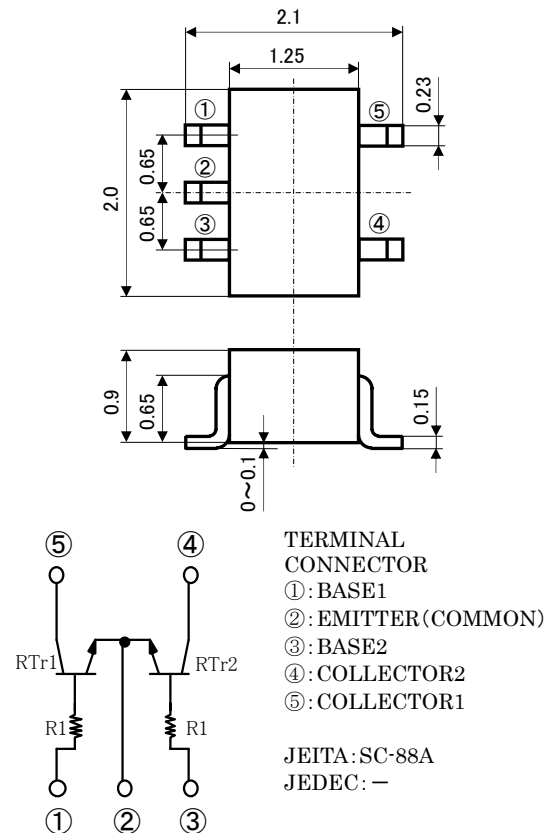 2.1
1.25
① ⑤
0.23
0.65
②
2.0
0.65
③ ④
0.9
0.65
0.15
0~0.1
⑤ ④
RTr1 RTr2
R1 R1
① ② ③
TERMINAL
CONNECTOR
①:BASE1
②:EMITTER(COMMON)
③:BASE2
④:COLLECTOR2
⑤:COLLECTOR1
JEITA:SC-88A
JEDEC:−